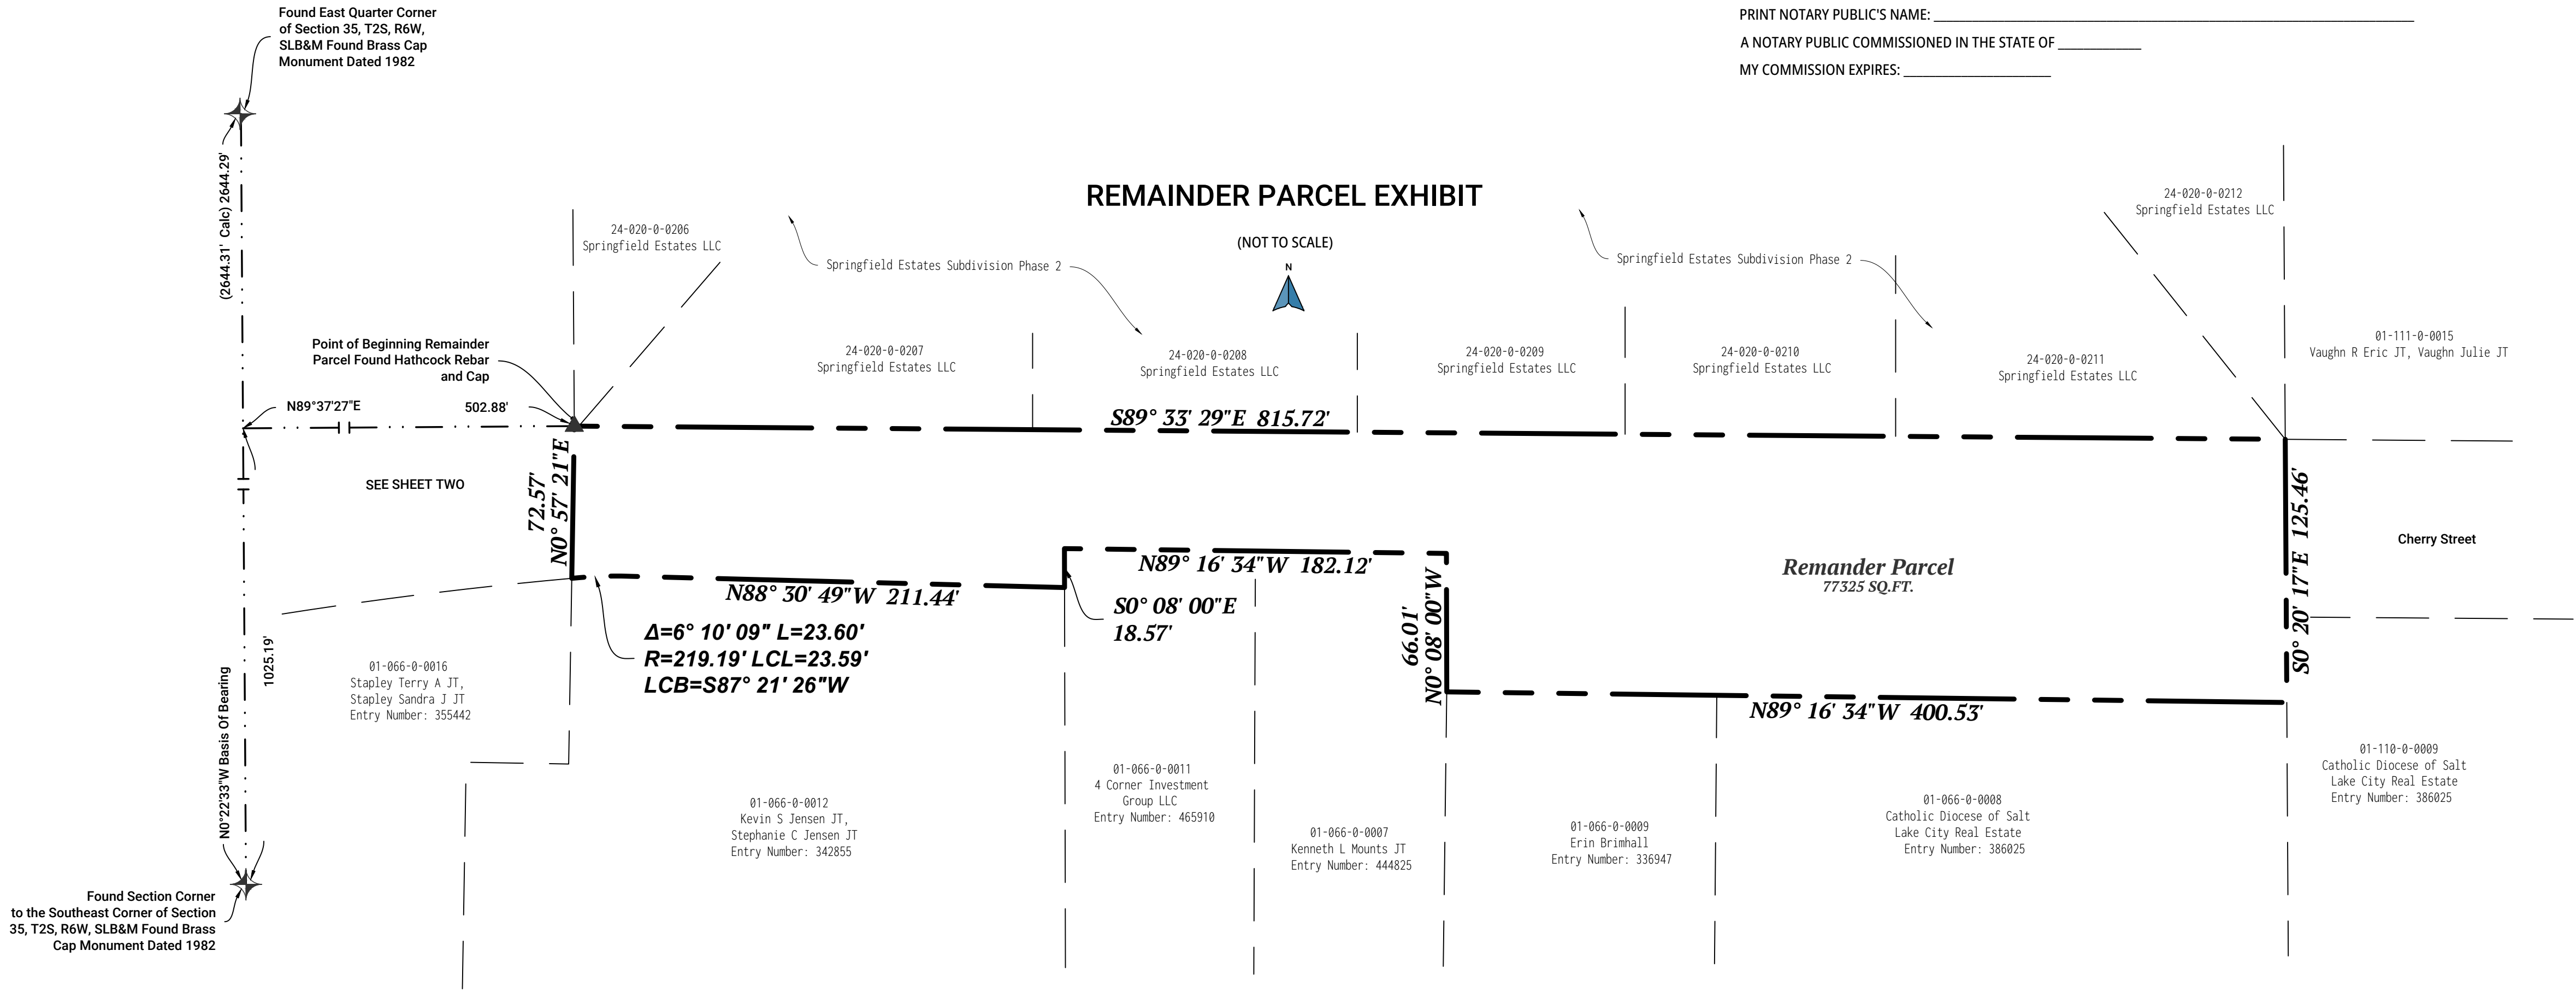 Found East Quarter Corner
of Section 35, T2S, R6W,
SLB&M Found Brass Cap
Monument Dated 1982
PRINT NOTARY PUBLIC'S NAME: ____________________
A NOTARY PUBLIC COMMISSIONED IN THE STATE OF ____________
MY COMMISSION EXPIRES: ____________________
(2644.31' Calc) 2644.29'
REMAINDER PARCEL EXHIBIT
(NOT TO SCALE)
N
24-020-0-0206
Springfield Estates LLC
Springfield Estates Subdivision Phase 2
Springfield Estates Subdivision Phase 2
24-020-0-0212
Springfield Estates LLC
Point of Beginning Remainder
Parcel Found Hathcock Rebar
and Cap
24-020-0-0207
Springfield Estates LLC
24-020-0-0208
Springfield Estates LLC
24-020-0-0209
Springfield Estates LLC
24-020-0-0210
Springfield Estates LLC
24-020-0-0211
Springfield Estates LLC
01-111-0-0015
Vaughn R Eric JT, Vaughn Julie JT
N89°37'27"E
502.88'
S89° 33' 29"E 815.72'
SEE SHEET TWO
72.57'
N0° 57' 21"E
N88° 30' 49"W 211.44'
N89° 16' 34"W 182.12'
S0° 08' 00"E
18.57'
Δ=6° 10' 09" L=23.60'
R=219.19' LCL=23.59'
LCB=S87° 21' 26"W
66.01'
N0° 08' 00"W
Remander Parcel
77325 SQ.FT.
S0° 20' 17"E 125.46'
Cherry Street
N89° 16' 34"W 400.53'
1025.19'
N0°22'33"W Basis Of Bearing
01-066-0-0016
Stapley Terry A JT,
Stapley Sandra J JT
Entry Number: 355442
01-066-0-0012
Kevin S Jensen JT,
Stephanie C Jensen JT
Entry Number: 342855
01-066-0-0011
4 Corner Investment
Group LLC
Entry Number: 465910
01-066-0-0007
Kenneth L Mounts JT
Entry Number: 444825
01-066-0-0009
Erin Brimhall
Entry Number: 336947
01-066-0-0008
Catholic Diocese of Salt
Lake City Real Estate
Entry Number: 386025
01-110-0-0009
Catholic Diocese of Salt
Lake City Real Estate
Entry Number: 386025
Found Section Corner
to the Southeast Corner of Section
35, T2S, R6W, SLB&M Found Brass
Cap Monument Dated 1982